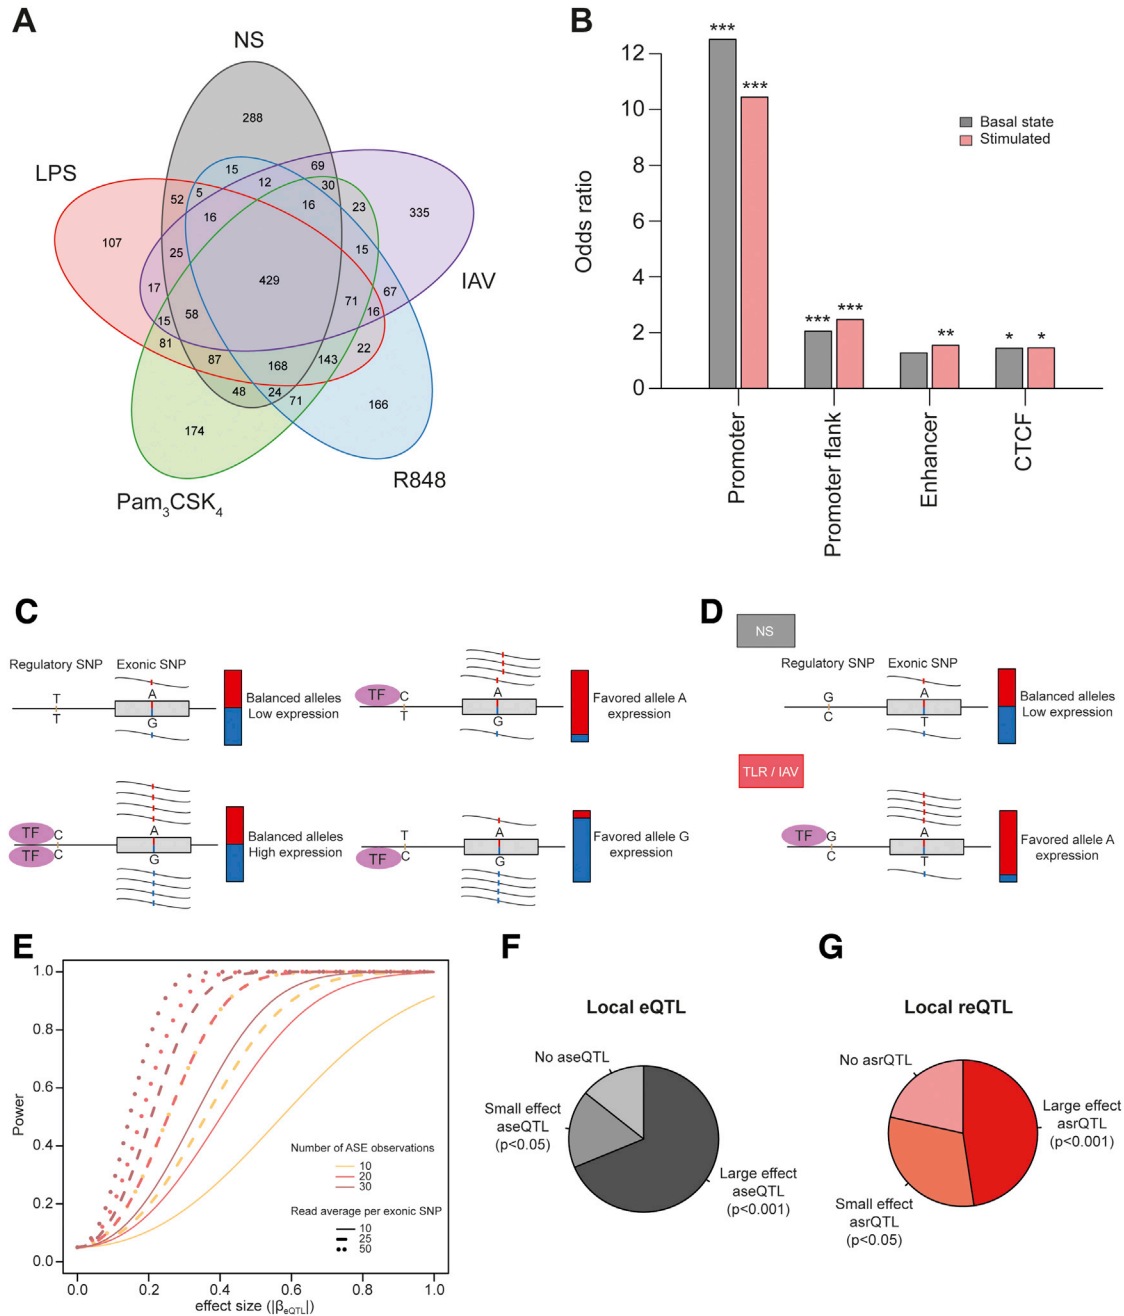 A
NS
LPS
IAV
R848
Pam3CSK4
288
15
69
12
30
52
5
16
16
23
335
107
25
15
17
429
67
71
16
15
58
81
87
168
143
22
48
24
71
166
174
B
Odds ratio
12
10
8
6
4
2
0
***
***
***
***
**
*
*
Basal state
Stimulated
Promoter
Promoter flank
Enhancer
CTCF
C
Regulatory SNP
Exonic SNP
T
T
A
G
Balanced alleles
Low expression
TF
C
T
A
G
Favored allele A
expression
TF
TF
C
C
A
G
Balanced alleles
High expression
TF
T
C
A
G
Favored allele G
expression
D
NS
Regulatory SNP
Exonic SNP
G
C
A
T
Balanced alleles
Low expression
TLR / IAV
TF
G
C
A
T
Favored allele A
expression
E
Power
1.0
0.8
0.6
0.4
0.2
0.0
Number of ASE observations
10
20
30
Read average per exonic SNP
10
25
50
0.0
0.2
0.4
0.6
0.8
1.0
effect size (|βeQTL|)
F
Local eQTL
No aseQTL
Small effect
aseQTL
(p<0.05)
Large effect
aseQTL
(p<0.001)
G
Local reQTL
No asrQTL
Large effect
asrQTL
(p<0.001)
Small effect
asrQTL
(p<0.05)